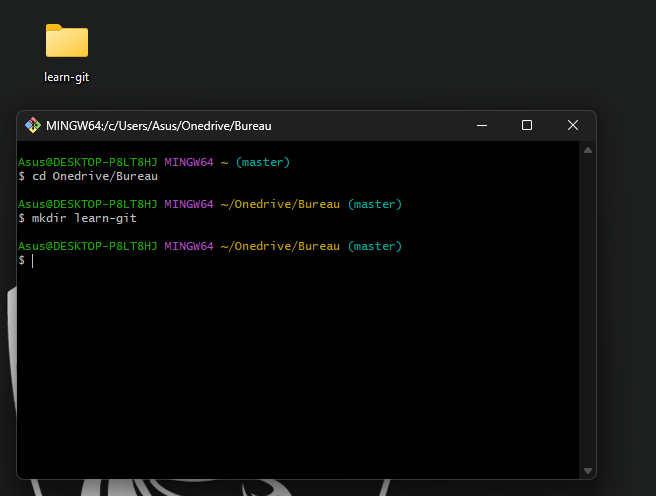 learn-git
MINGW64:/c/Users/Asus/Onedrive/Bureau
Asus@DESKTOP-P8LT8HJ MINGW64 ~ (master)
$ cd Onedrive/Bureau
Asus@DESKTOP-P8LT8HJ MINGW64 ~/Onedrive/Bureau (master)
$ mkdir learn-git
Asus@DESKTOP-P8LT8HJ MINGW64 ~/Onedrive/Bureau (master)
$